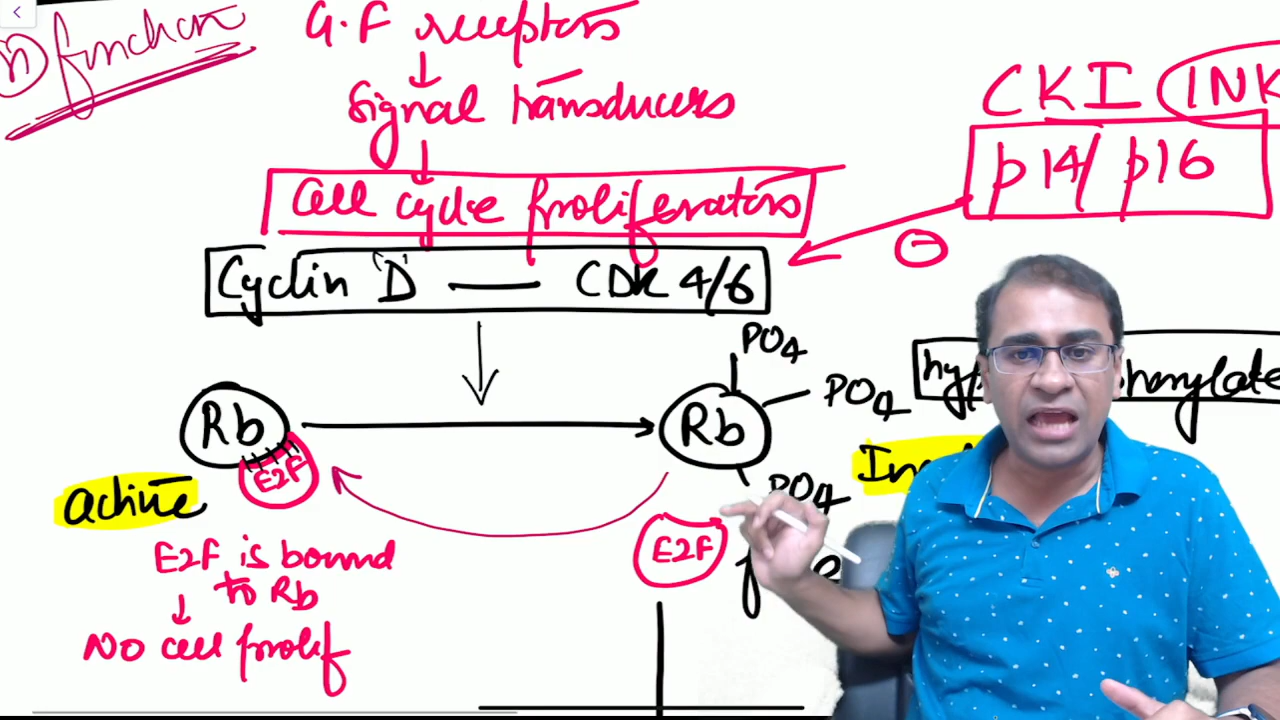 ii) function
G.F receptors
↓
Signal transducers
↓
Cell cycle proliferators
CKI INK
p14/ p16
⊖
Cyclin 'D' — CDK 4/6
PO4
PO4
PO4
Rb
E2F
Rb
active
E2F
E2F is bound
to Rb
↓
No cell prolif